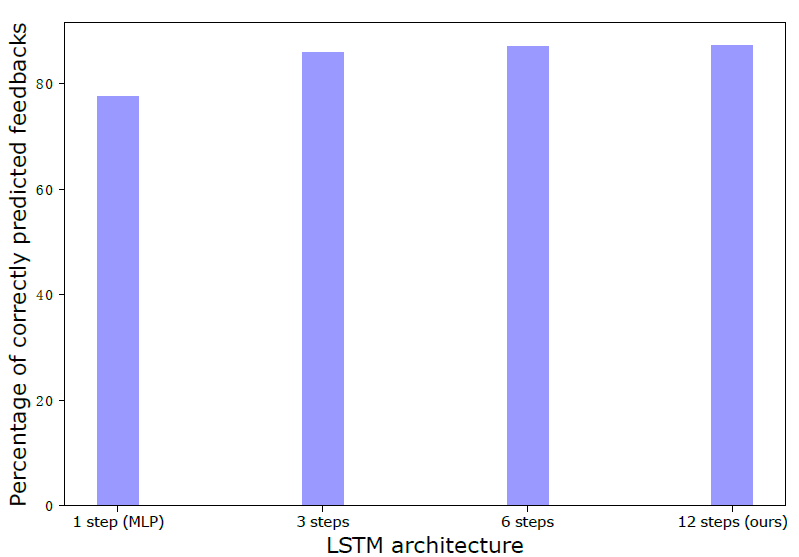 Percentage of correctly predicted feedbacks
80
60
40
20
0
1 step (MLP) 3 steps 6 steps 12 steps (ours)
LSTM architecture